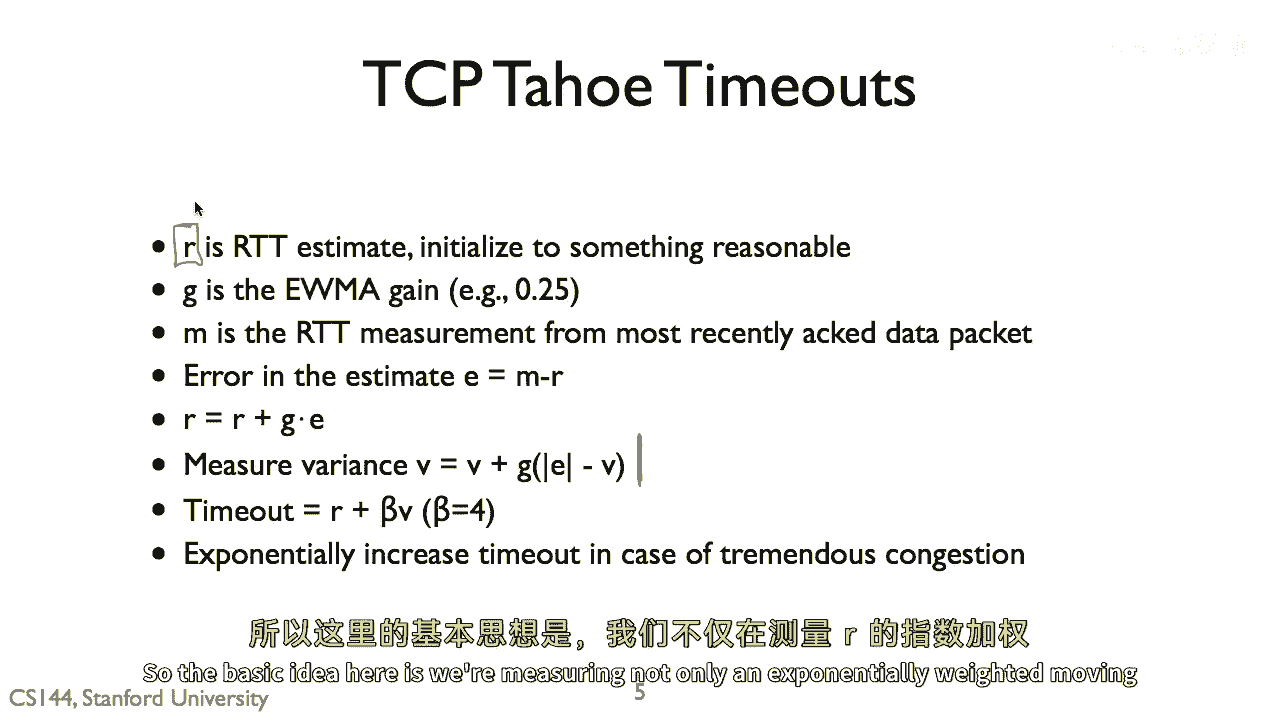 TCP Tahoe Timeouts
• r is RTT estimate, initialize to something reasonable
• g is the EWMA gain (e.g., 0.25)
• m is the RTT measurement from most recently acked data packet
• Error in the estimate e = m-r
• r = r + g·e
• Measure variance v = v + g(|e| - v)
• Timeout = r + βv (β=4)
• Exponentially increase timeout in case of tremendous congestion
所以这里的基本思想是，我们不仅在测量 r 的指数加权
So the basic idea here is we're measuring not only an exponentially weighted moving
CS144, Stanford University
5